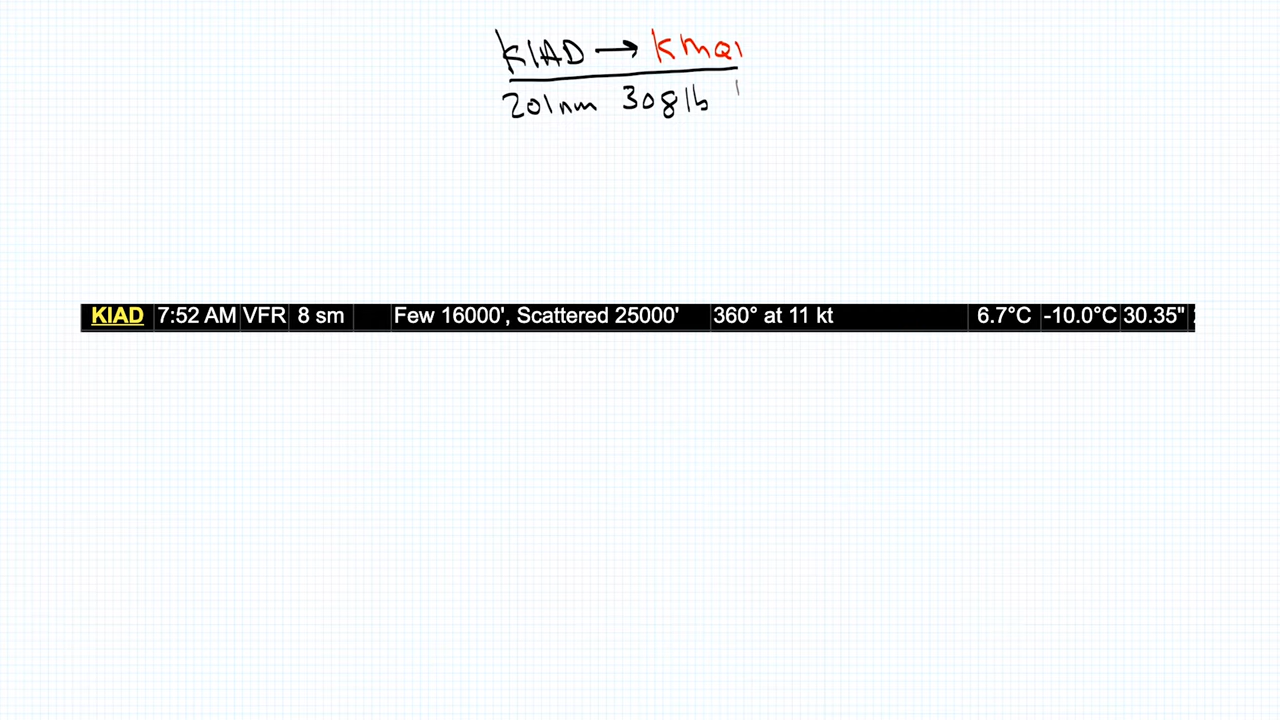 KIAD → KMQI
201nm 308lb
KIAD 7:52 AM VFR 8 sm Few 16000', Scattered 25000' 360° at 11 kt 6.7°C -10.0°C 30.35"